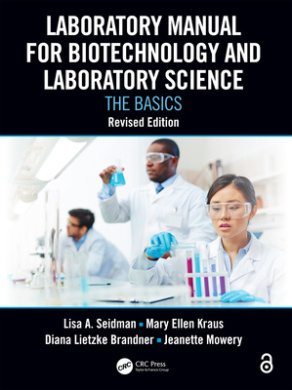 LABORATORY MANUAL
FOR BIOTECHNOLOGY AND
LABORATORY SCIENCE
THE BASICS
Revised Edition
Lisa A. Seidman ■ Mary Ellen Kraus
Diana Lietzke Brandner ■ Jeanette Mowery
CRC Press
Taylor & Francis Group